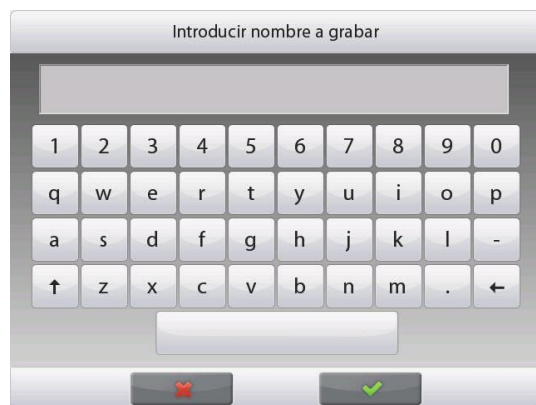 Introducir nombre a grabar
1 2 3 4 5 6 7 8 9 0
q w e r t y u i o p
a s d f g h j k l -
↑ z x c v b n m . ←